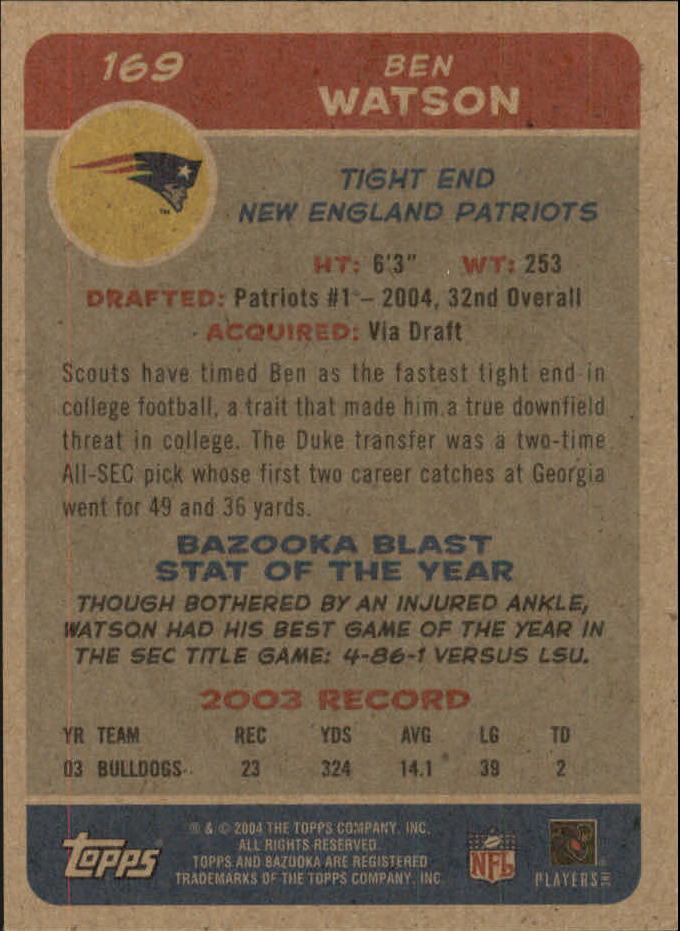 169
BEN
WATSON
TM
TIGHT END
NEW ENGLAND PATRIOTS
HT: 6'3" WT: 253
DRAFTED: Patriots #1 – 2004, 32nd Overall
ACQUIRED: Via Draft
Scouts have timed Ben as the fastest tight end in
college football, a trait that made him a true downfield
threat in college. The Duke transfer was a two-time
All-SEC pick whose first two career catches at Georgia
went for 49 and 36 yards.
BAZOOKA BLAST
STAT OF THE YEAR
THOUGH BOTHERED BY AN INJURED ANKLE,
WATSON HAD HIS BEST GAME OF THE YEAR IN
THE SEC TITLE GAME: 4-86-1 VERSUS LSU.
2003 RECORD
YR TEAM REC YDS AVG LG TD
03 BULLDOGS 23 324 14.1 39 2
topps
® & © 2004 THE TOPPS COMPANY, INC.
ALL RIGHTS RESERVED.
TOPPS AND BAZOOKA ARE REGISTERED
TRADEMARKS OF THE TOPPS COMPANY, INC.
NFL
PLAYERS INC